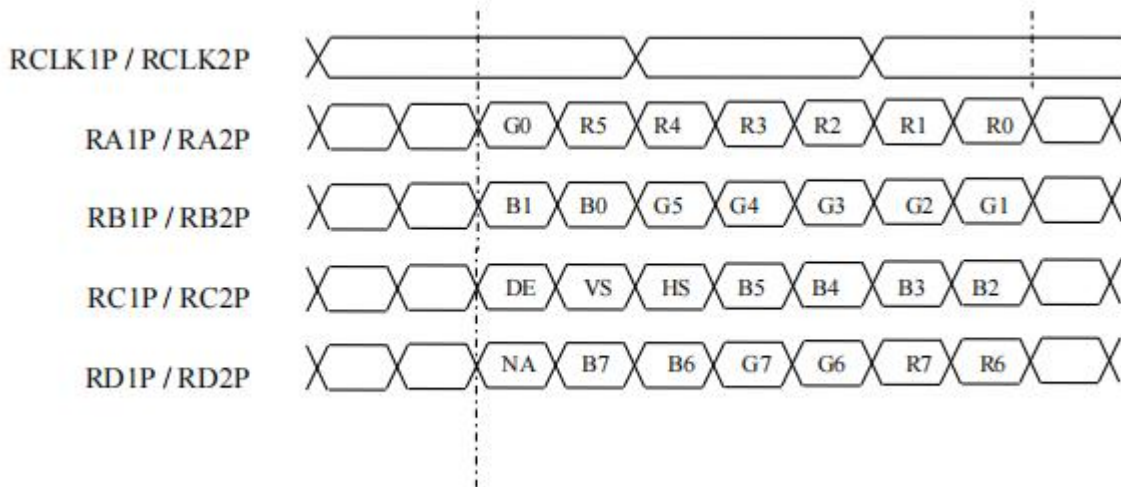 RCLK1P / RCLK2P
RA1P / RA2P G0 R5 R4 R3 R2 R1 R0
RB1P / RB2P B1 B0 G5 G4 G3 G2 G1
RC1P / RC2P DE VS HS B5 B4 B3 B2
RD1P / RD2P NA B7 B6 G7 G6 R7 R6